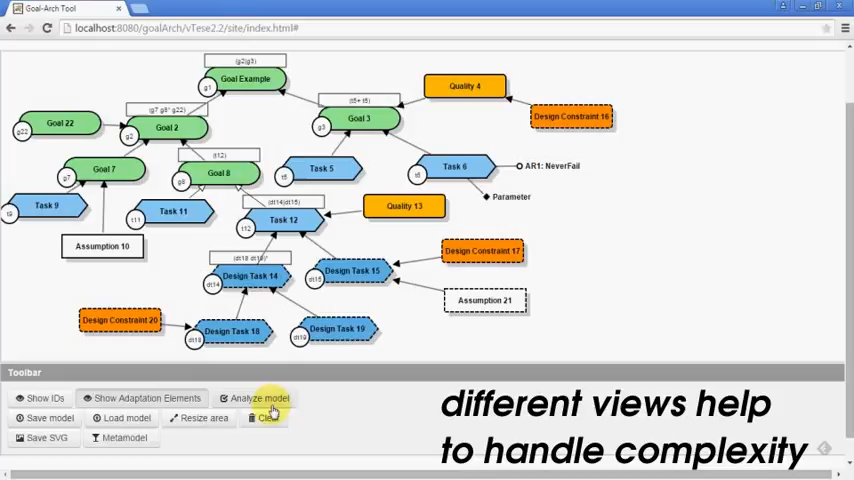 Goal-Arch Tool
localhost:8080/goalArch/vTese2.2/site/index.html#
(g2|g3)
Goal Example
g1
Quality 4
Design Constraint 16
(g7 g8* g22)
Goal 22
g22
Goal 2
g2
(t5+ t6)
Goal 3
g3
(t12)
Goal 7
g7
Goal 8
g8
Task 5
t5
Task 6
t6
AR1: NeverFail
Parameter
Task 9
t9
Task 11
t11
(dt14|dt15)
Task 12
t12
Quality 13
Assumption 10
Design Constraint 17
Design Task 14
dt14
Design Task 15
dt15
Assumption 21
Design Constraint 20
Design Task 18
dt18
Design Task 19
dt19
Toolbar
Show IDs
Show Adaptation Elements
Analyze model
Save model
Load model
Resize area
Save SVG
Metamodel
different views help
to handle complexity